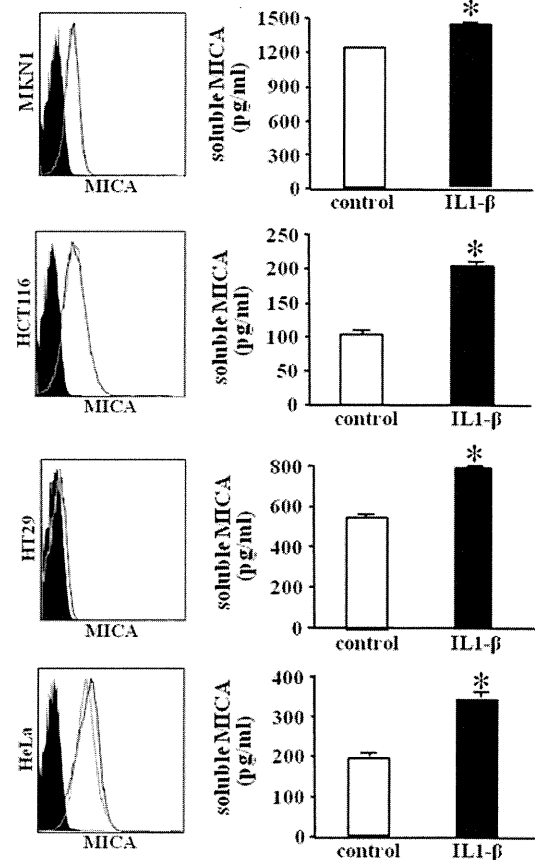 MKN1
MICA
soluble MICA
(pg/ml)
1500
1200
900
600
300
0
*
control
IL1-β
HCT116
MICA
soluble MICA
(pg/ml)
250
200
150
100
50
0
*
control
IL1-β
HT29
MICA
soluble MICA
(pg/ml)
800
600
400
200
0
*
control
IL1-β
HeLa
MICA
soluble MICA
(pg/ml)
400
300
200
100
0
*
control
IL1-β